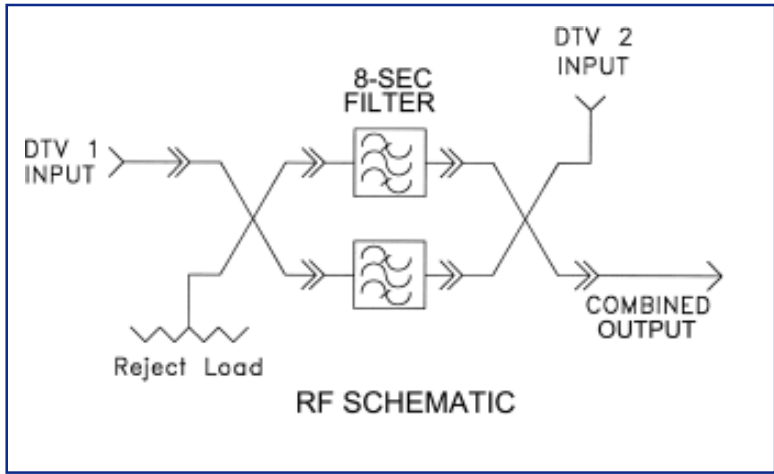 DTV 2
INPUT
8-SEC
FILTER
DTV 1
INPUT
COMBINED
OUTPUT
Reject Load
RF SCHEMATIC